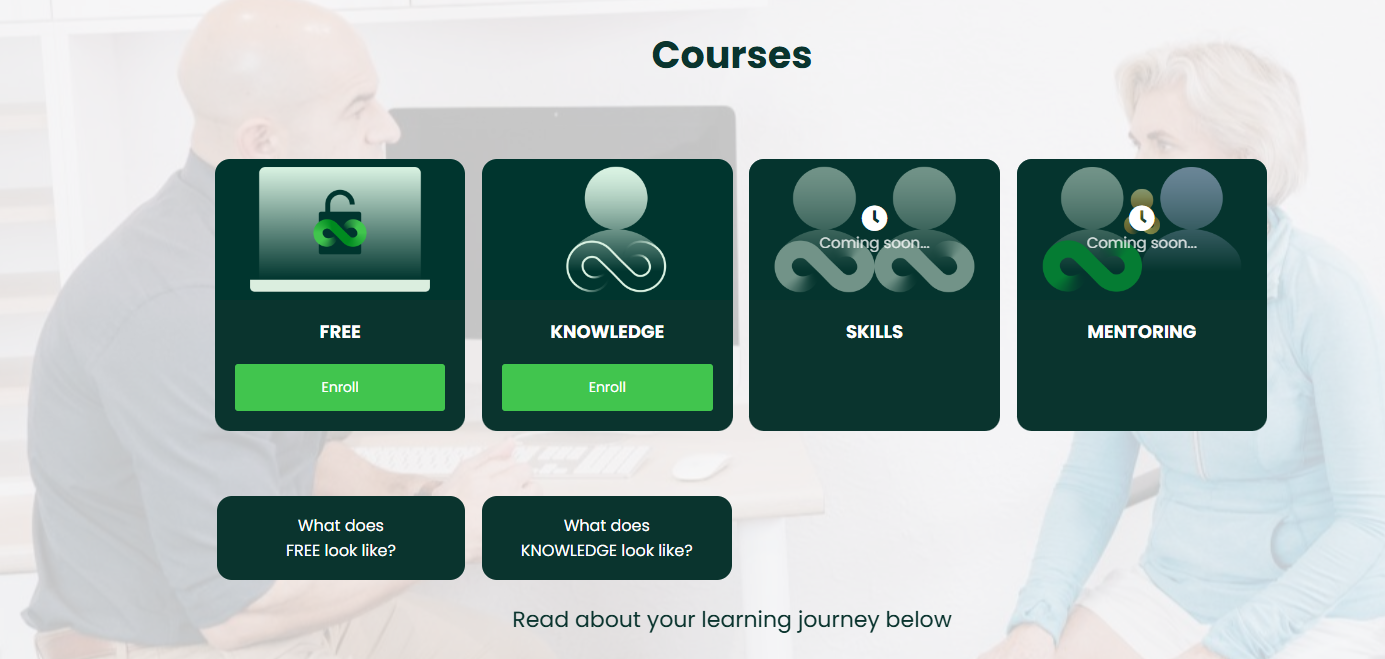 Courses
Coming soon...
Coming soon...
FREE
KNOWLEDGE
SKILLS
MENTORING
Enroll
Enroll
What does
FREE look like?
What does
KNOWLEDGE look like?
Read about your learning journey below